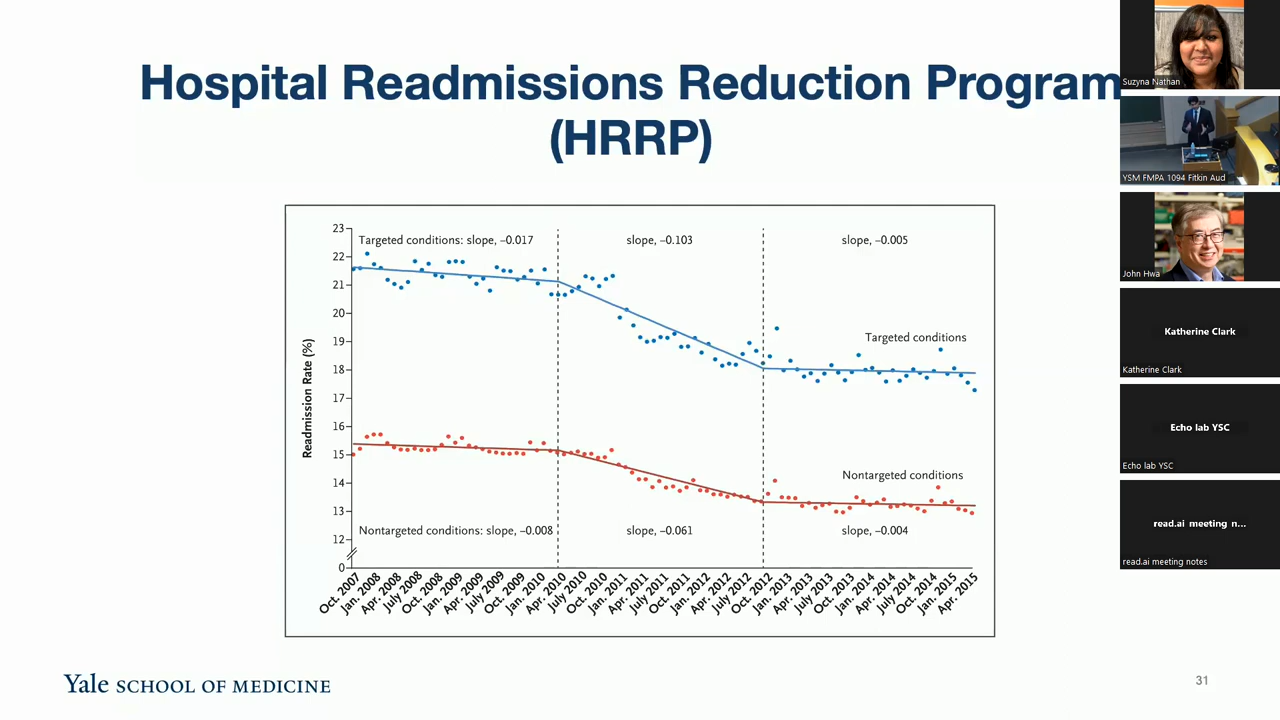 Hospital Readmissions Reduction Program
(HRRP)
Readmission Rate (%)
23
22
21
20
19
18
17
16
15
14
13
12
0
Targeted conditions: slope, –0.017
slope, –0.103
slope, –0.005
Targeted conditions
Nontargeted conditions
Nontargeted conditions: slope, –0.008
slope, –0.061
slope, –0.004
Oct. 2007
Jan. 2008
Apr. 2008
July 2008
Oct. 2008
Jan. 2009
Apr. 2009
July 2009
Oct. 2009
Jan. 2010
Apr. 2010
July 2010
Oct. 2010
Jan. 2011
Apr. 2011
July 2011
Oct. 2011
Jan. 2012
Apr. 2012
July 2012
Oct. 2012
Jan. 2013
Apr. 2013
July 2013
Oct. 2013
Jan. 2014
Apr. 2014
July 2014
Oct. 2014
Jan. 2015
Apr. 2015
Yale SCHOOL OF MEDICINE
31
Suzyna Nathan
YSM FMPA 1094 Fitkin Aud
John Hwa
Katherine Clark
Katherine Clark
Echo lab YSC
Echo lab YSC
read.ai meeting n...
read.ai meeting notes